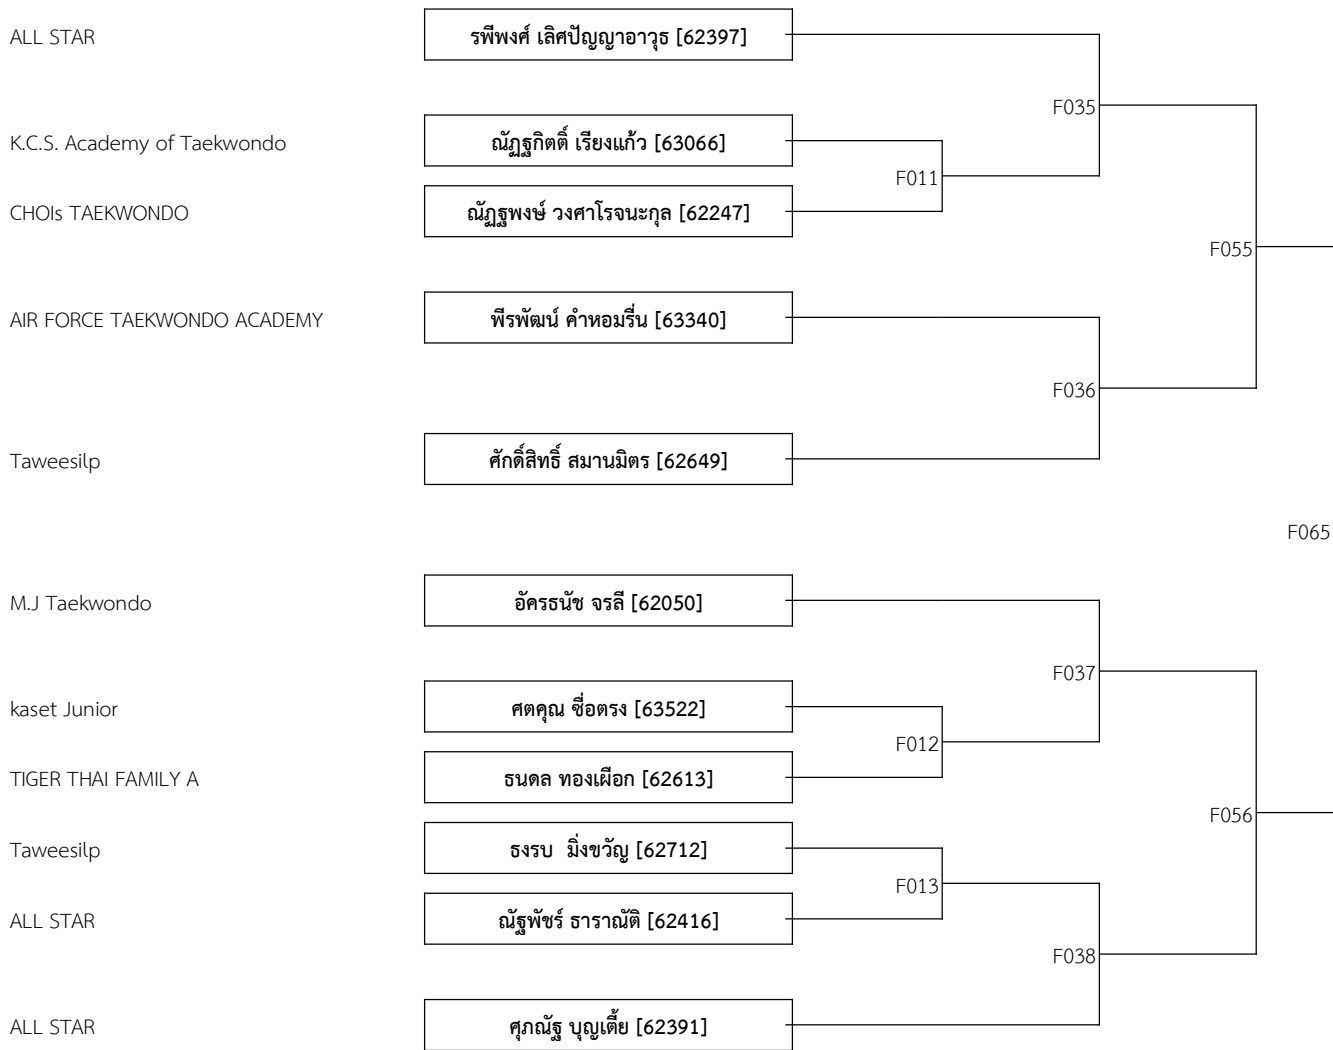 ALL STAR รพีพงศ์ เลิศปัญญาอาวุธ [62397]
F035
K.C.S. Academy of Taekwondo ณัฏฐกิตติ์ เรียงแก้ว [63066]
F011
CHOIs TAEKWONDO ณัฏฐพงษ์ วงศาโรจนะกุล [62247]
F055
AIR FORCE TAEKWONDO ACADEMY พีรพัฒน์ คำหอมรื่น [63340]
F036
Taweesilp ศักดิ์สิทธิ์ สมานมิตร [62649]
F065
M.J Taekwondo อัครธนัช จรลี [62050]
F037
kaset Junior ศตคุณ ซื่อตรง [63522]
F012
TIGER THAI FAMILY A ธนดล ทองเผือก [62613]
F056
Taweesilp ธงรบ  มิ่งขวัญ [62712]
F013
ALL STAR ณัฐพัชร์ ธาราณัติ [62416]
F038
ALL STAR ศุภณัฐ บุญเตี้ย [62391]